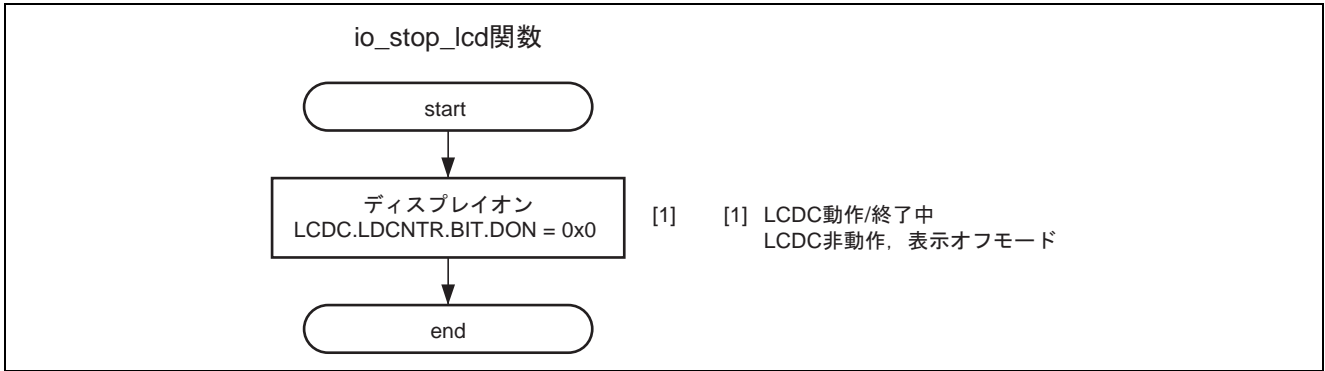 io_stop_lcd関数
start
ディスプレイオン
LCDC.LDCNTR.BIT.DON = 0x0
[1]
[1] LCDC動作/終了中
LCDC非動作，表示オフモード
end